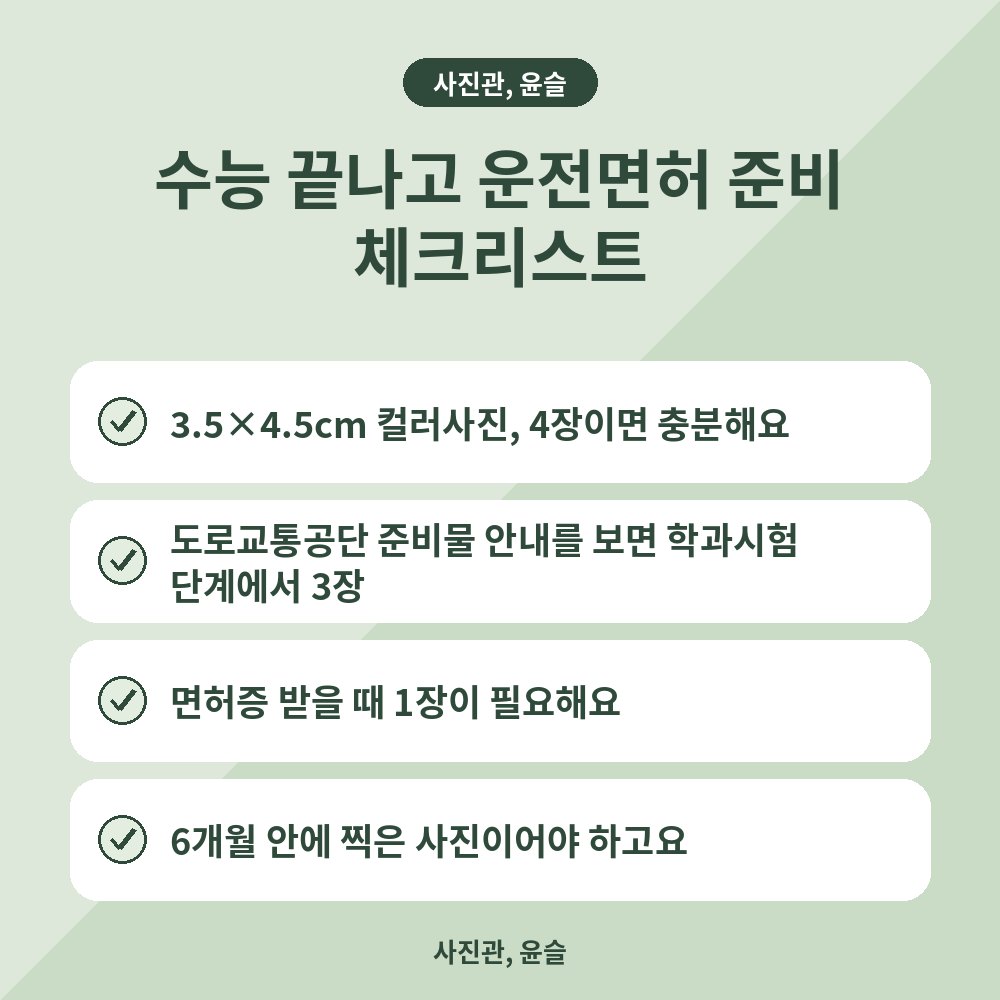 사진관, 윤슬
수능 끝나고 운전면허 준비
체크리스트
3.5×4.5cm 컬러사진, 4장이면 충분해요
도로교통공단 준비물 안내를 보면 학과시험
단계에서 3장
면허증 받을 때 1장이 필요해요
6개월 안에 찍은 사진이어야 하고요
사진관, 윤슬